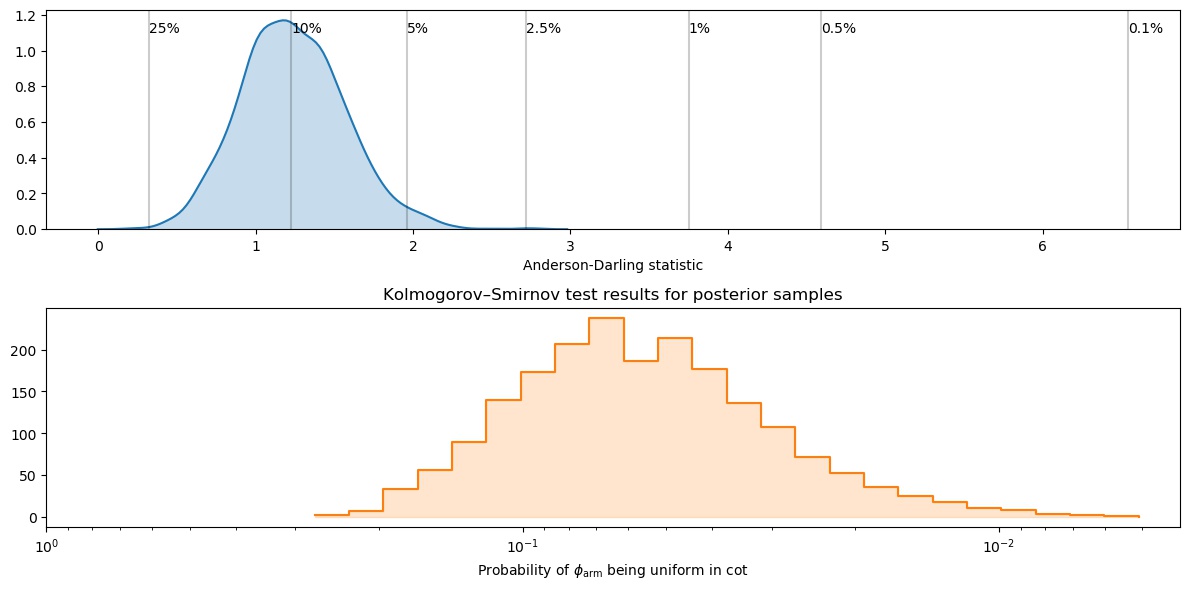 25% 10% 5% 2.5% 1% 0.5% 0.1%
1.2
1.0
0.8
0.6
0.4
0.2
0.0
0 1 2 3 4 5 6
Anderson-Darling statistic
Kolmogorov–Smirnov test results for posterior samples
200
150
100
50
0
10⁰ 10⁻¹ 10⁻²
Probability of ϕ_arm being uniform in cot